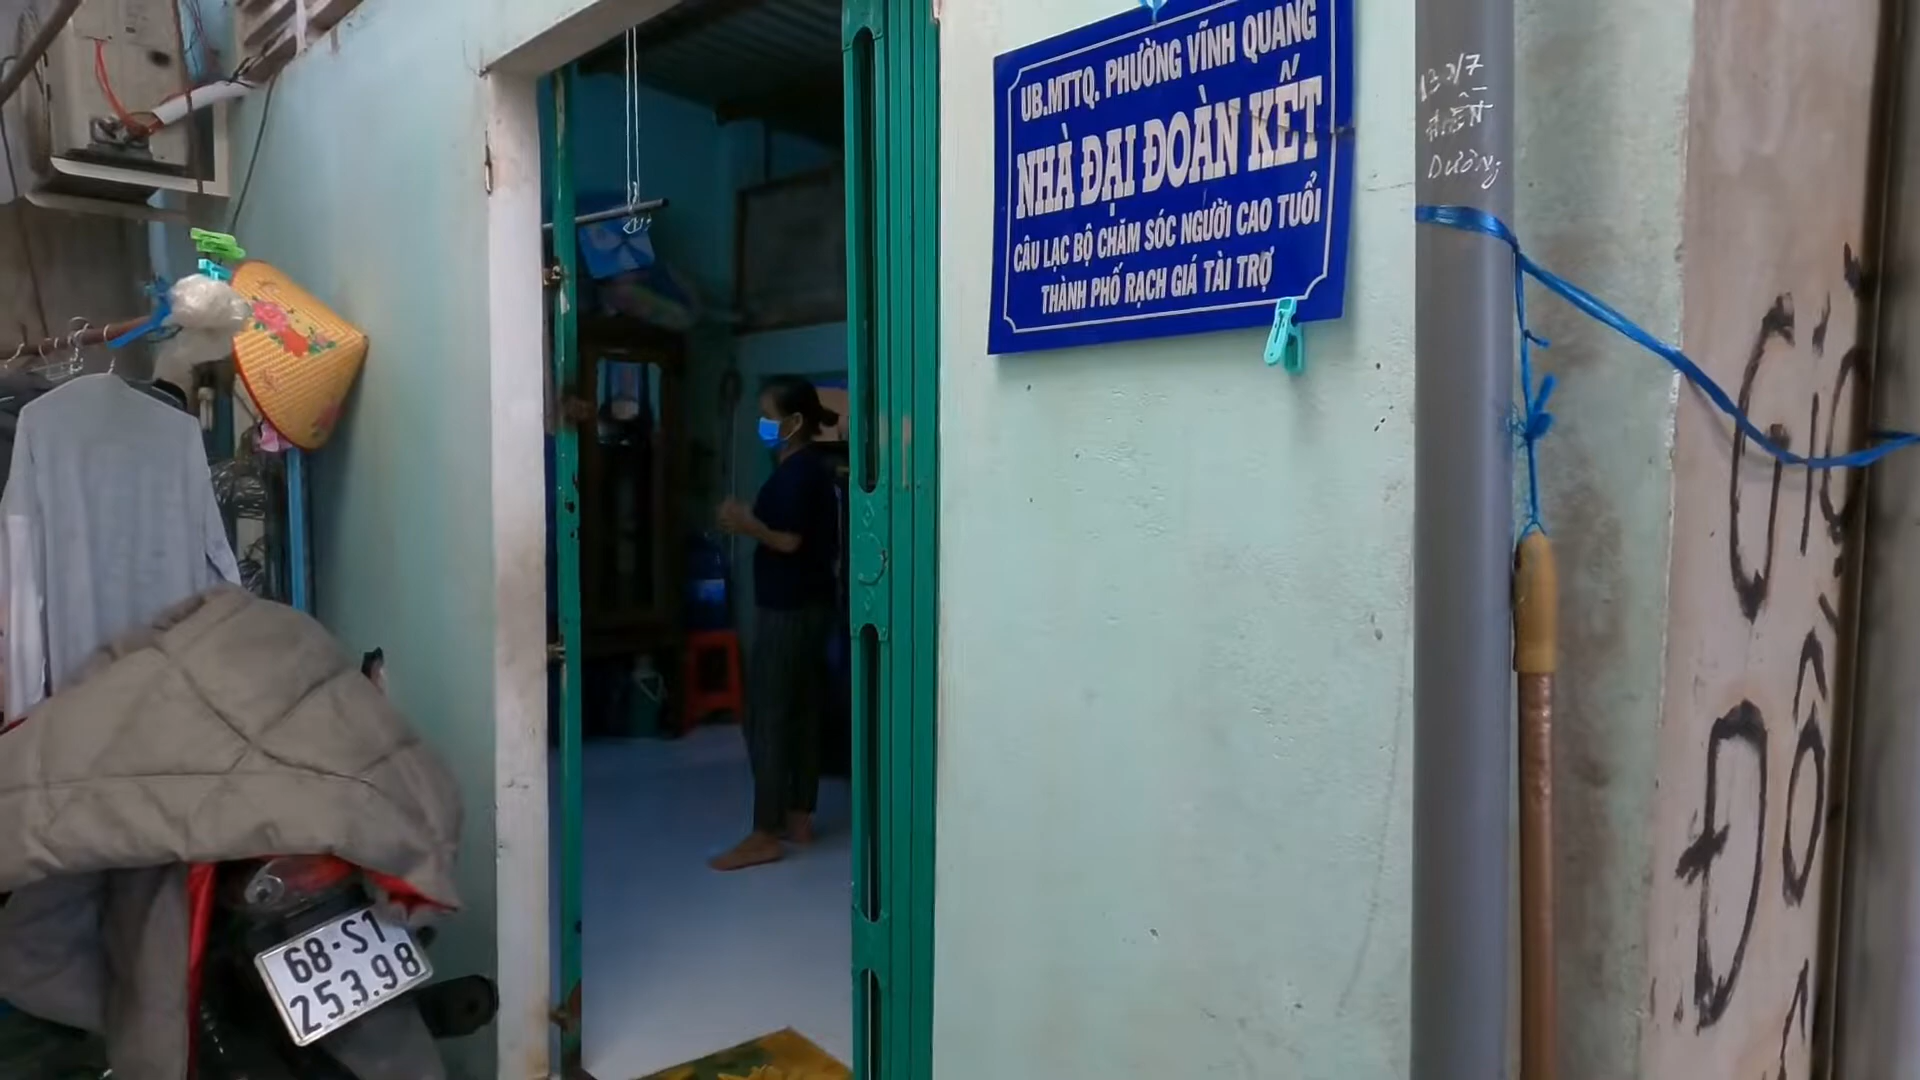 UB.MTTQ. PHƯỜNG VĨNH QUANG
NHÀ ĐẠI ĐOÀN KẾT
CÂU LẠC BỘ CHĂM SÓC NGƯỜI CAO TUỔI
THÀNH PHỐ RẠCH GIÁ TÀI TRỢ
Dưỡng
68-S1
253.98